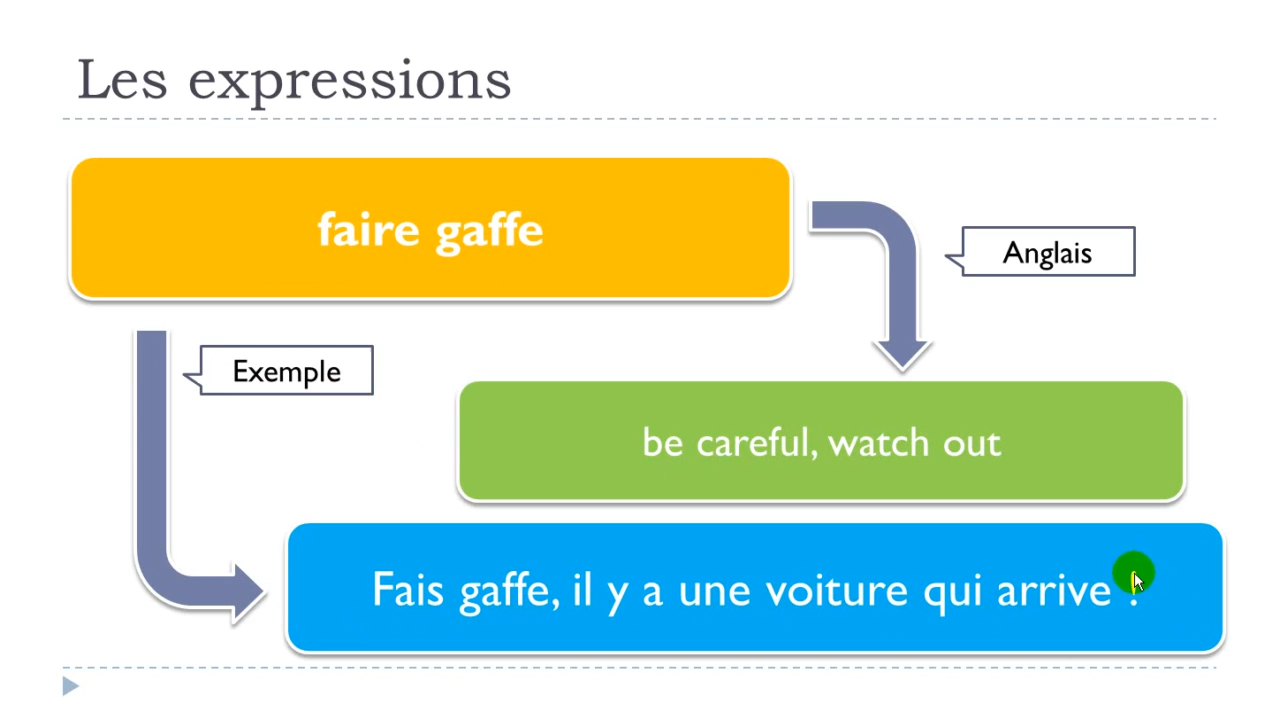 Les expressions
faire gaffe
Anglais
Exemple
be careful, watch out
Fais gaffe, il y a une voiture qui arrive !